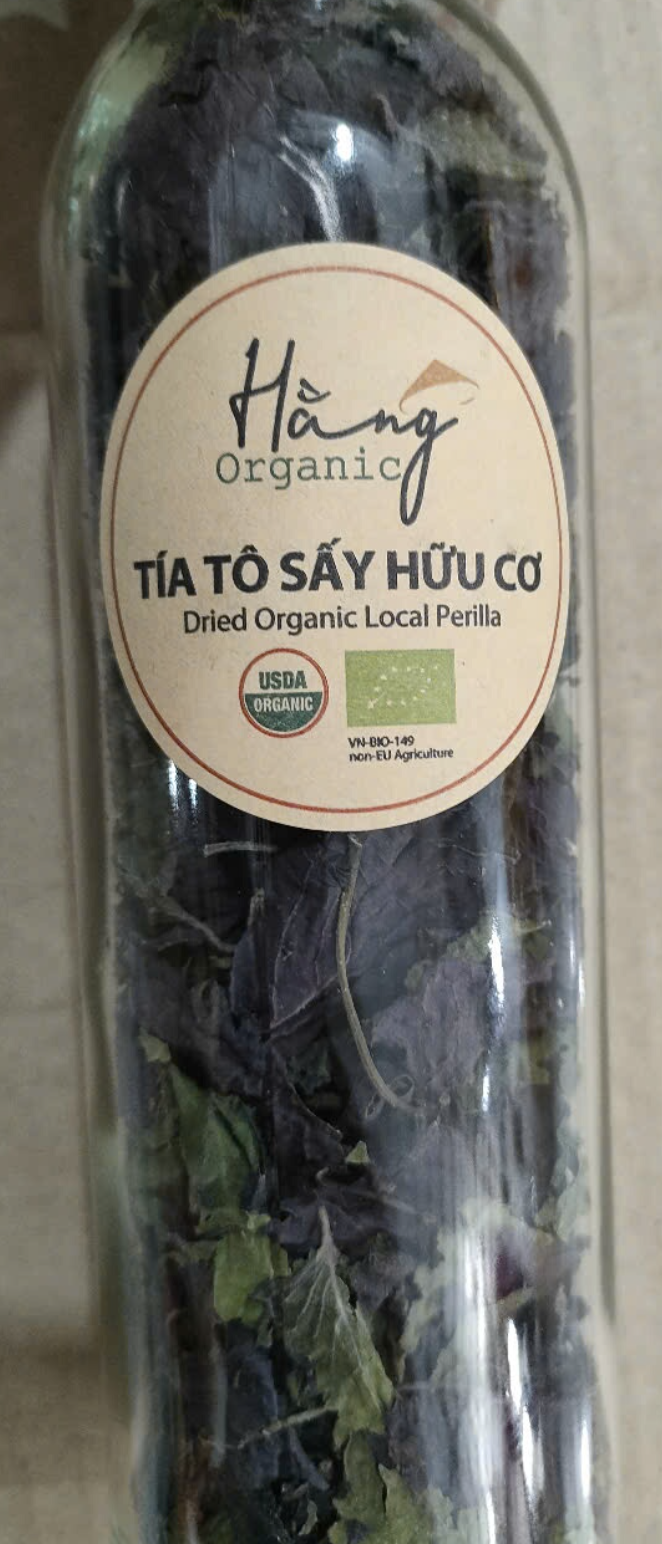 Hằng
Organic
TÍA TÔ SẤY HỮU CƠ
Dried Organic Local Perilla
USDA
ORGANIC
VN-BIO-149
non-EU Agriculture